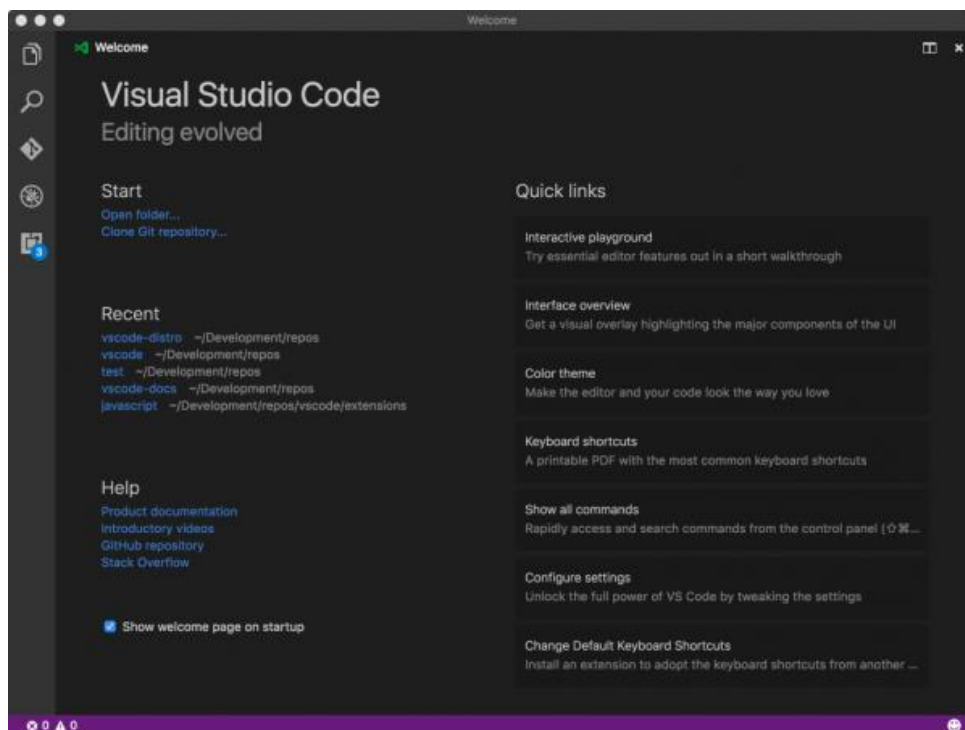 Welcome
Welcome
Visual Studio Code
Editing evolved
Start
Open folder...
Clone Git repository...
Recent
vscode-distro ~/Development/repos
vscode ~/Development/repos
test ~/Development/repos
vscode-docs ~/Development/repos
javascript ~/Development/repos/vscode/extensions
Help
Product documentation
Introductory videos
GitHub repository
Stack Overflow
Show welcome page on startup
Quick links
Interactive playground
Try essential editor features out in a short walkthrough
Interface overview
Get a visual overlay highlighting the major components of the UI
Color theme
Make the editor and your code look the way you love
Keyboard shortcuts
A printable PDF with the most common keyboard shortcuts
Show all commands
Rapidly access and search commands from the control panel (⇧⌘...
Configure settings
Unlock the full power of VS Code by tweaking the settings
Change Default Keyboard Shortcuts
Install an extension to adopt the keyboard shortcuts from another ...
3
0 0